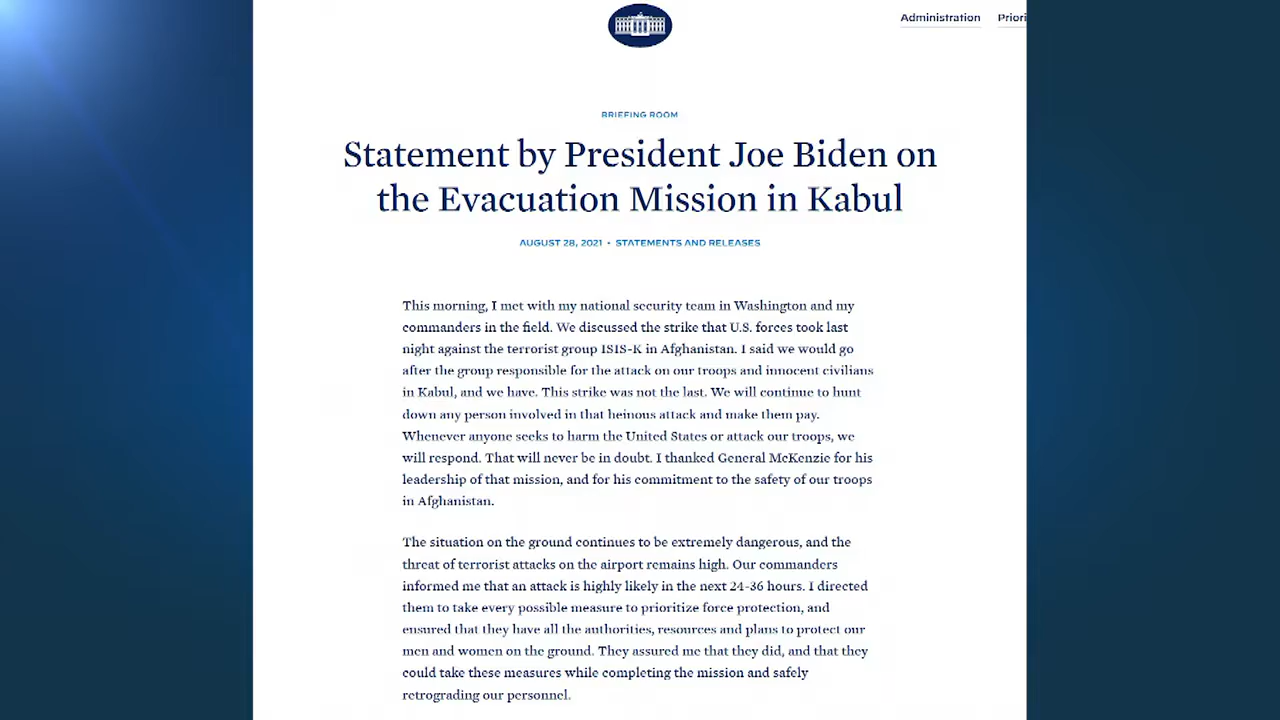 Administration Priori
BRIEFING ROOM
Statement by President Joe Biden on
the Evacuation Mission in Kabul
AUGUST 28, 2021 • STATEMENTS AND RELEASES
This morning, I met with my national security team in Washington and my
commanders in the field. We discussed the strike that U.S. forces took last
night against the terrorist group ISIS-K in Afghanistan. I said we would go
after the group responsible for the attack on our troops and innocent civilians
in Kabul, and we have. This strike was not the last. We will continue to hunt
down any person involved in that heinous attack and make them pay.
Whenever anyone seeks to harm the United States or attack our troops, we
will respond. That will never be in doubt. I thanked General McKenzie for his
leadership of that mission, and for his commitment to the safety of our troops
in Afghanistan.
The situation on the ground continues to be extremely dangerous, and the
threat of terrorist attacks on the airport remains high. Our commanders
informed me that an attack is highly likely in the next 24-36 hours. I directed
them to take every possible measure to prioritize force protection, and
ensured that they have all the authorities, resources and plans to protect our
men and women on the ground. They assured me that they did, and that they
could take these measures while completing the mission and safely
retrograding our personnel.